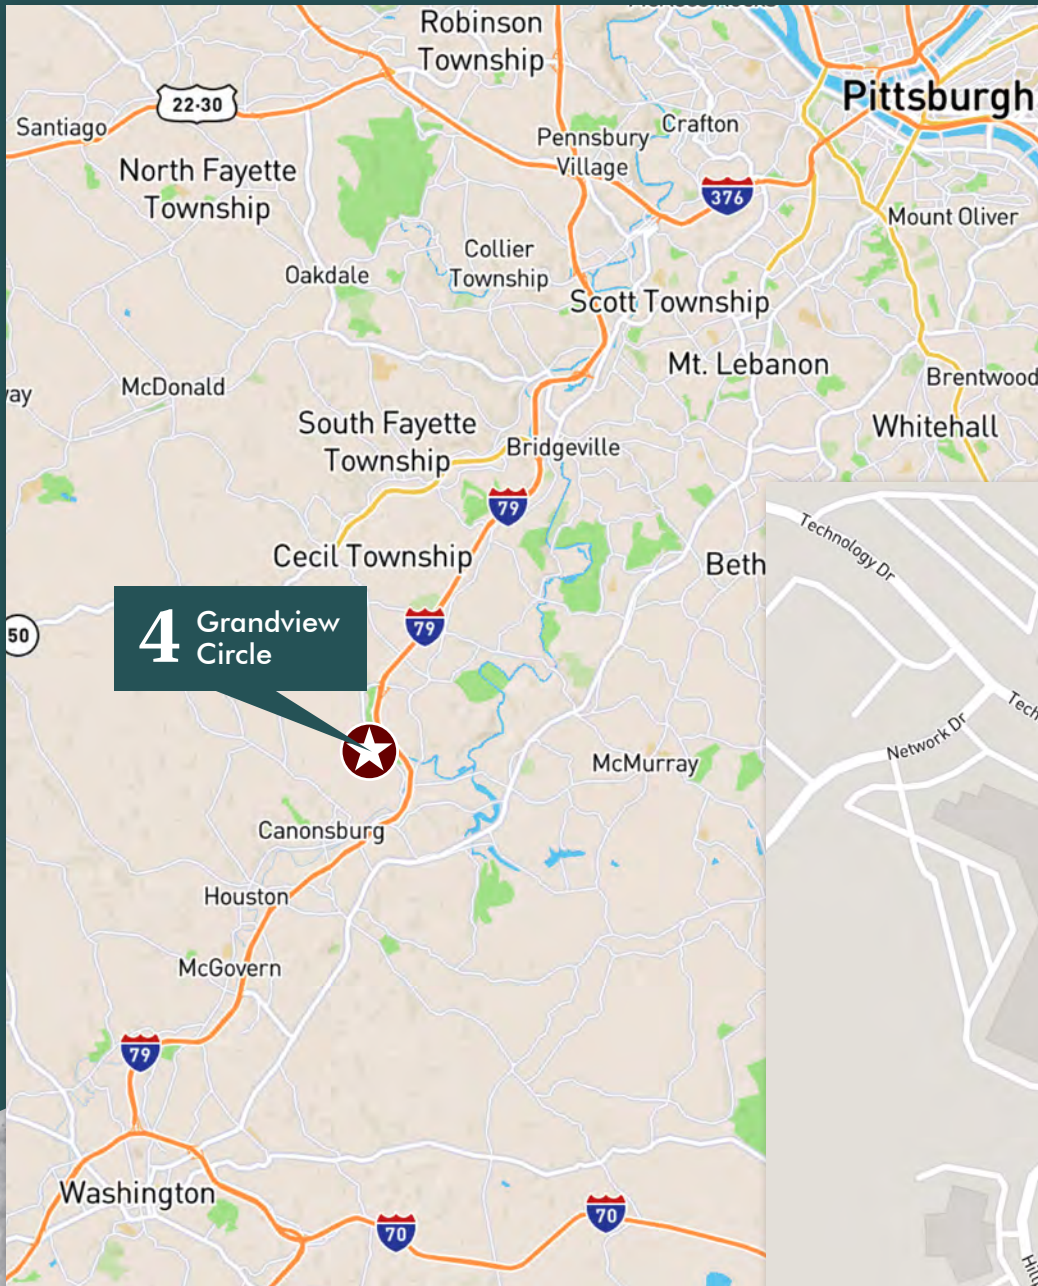 Robinson
Township
22·30
Santiago
Pittsburgh
Crafton
Pennsbury
Village
North Fayette
Township
376
Mount Oliver
Collier
Township
Oakdale
Scott Township
Mt. Lebanon
Brentwood
McDonald
way
South Fayette
Township
Whitehall
Bridgeville
79
Cecil Township
Beth
Technology Dr
4 Grandview
Circle
79
50
Tech
Network Dr
McMurray
Canonsburg
Houston
McGovern
79
Washington
70
70